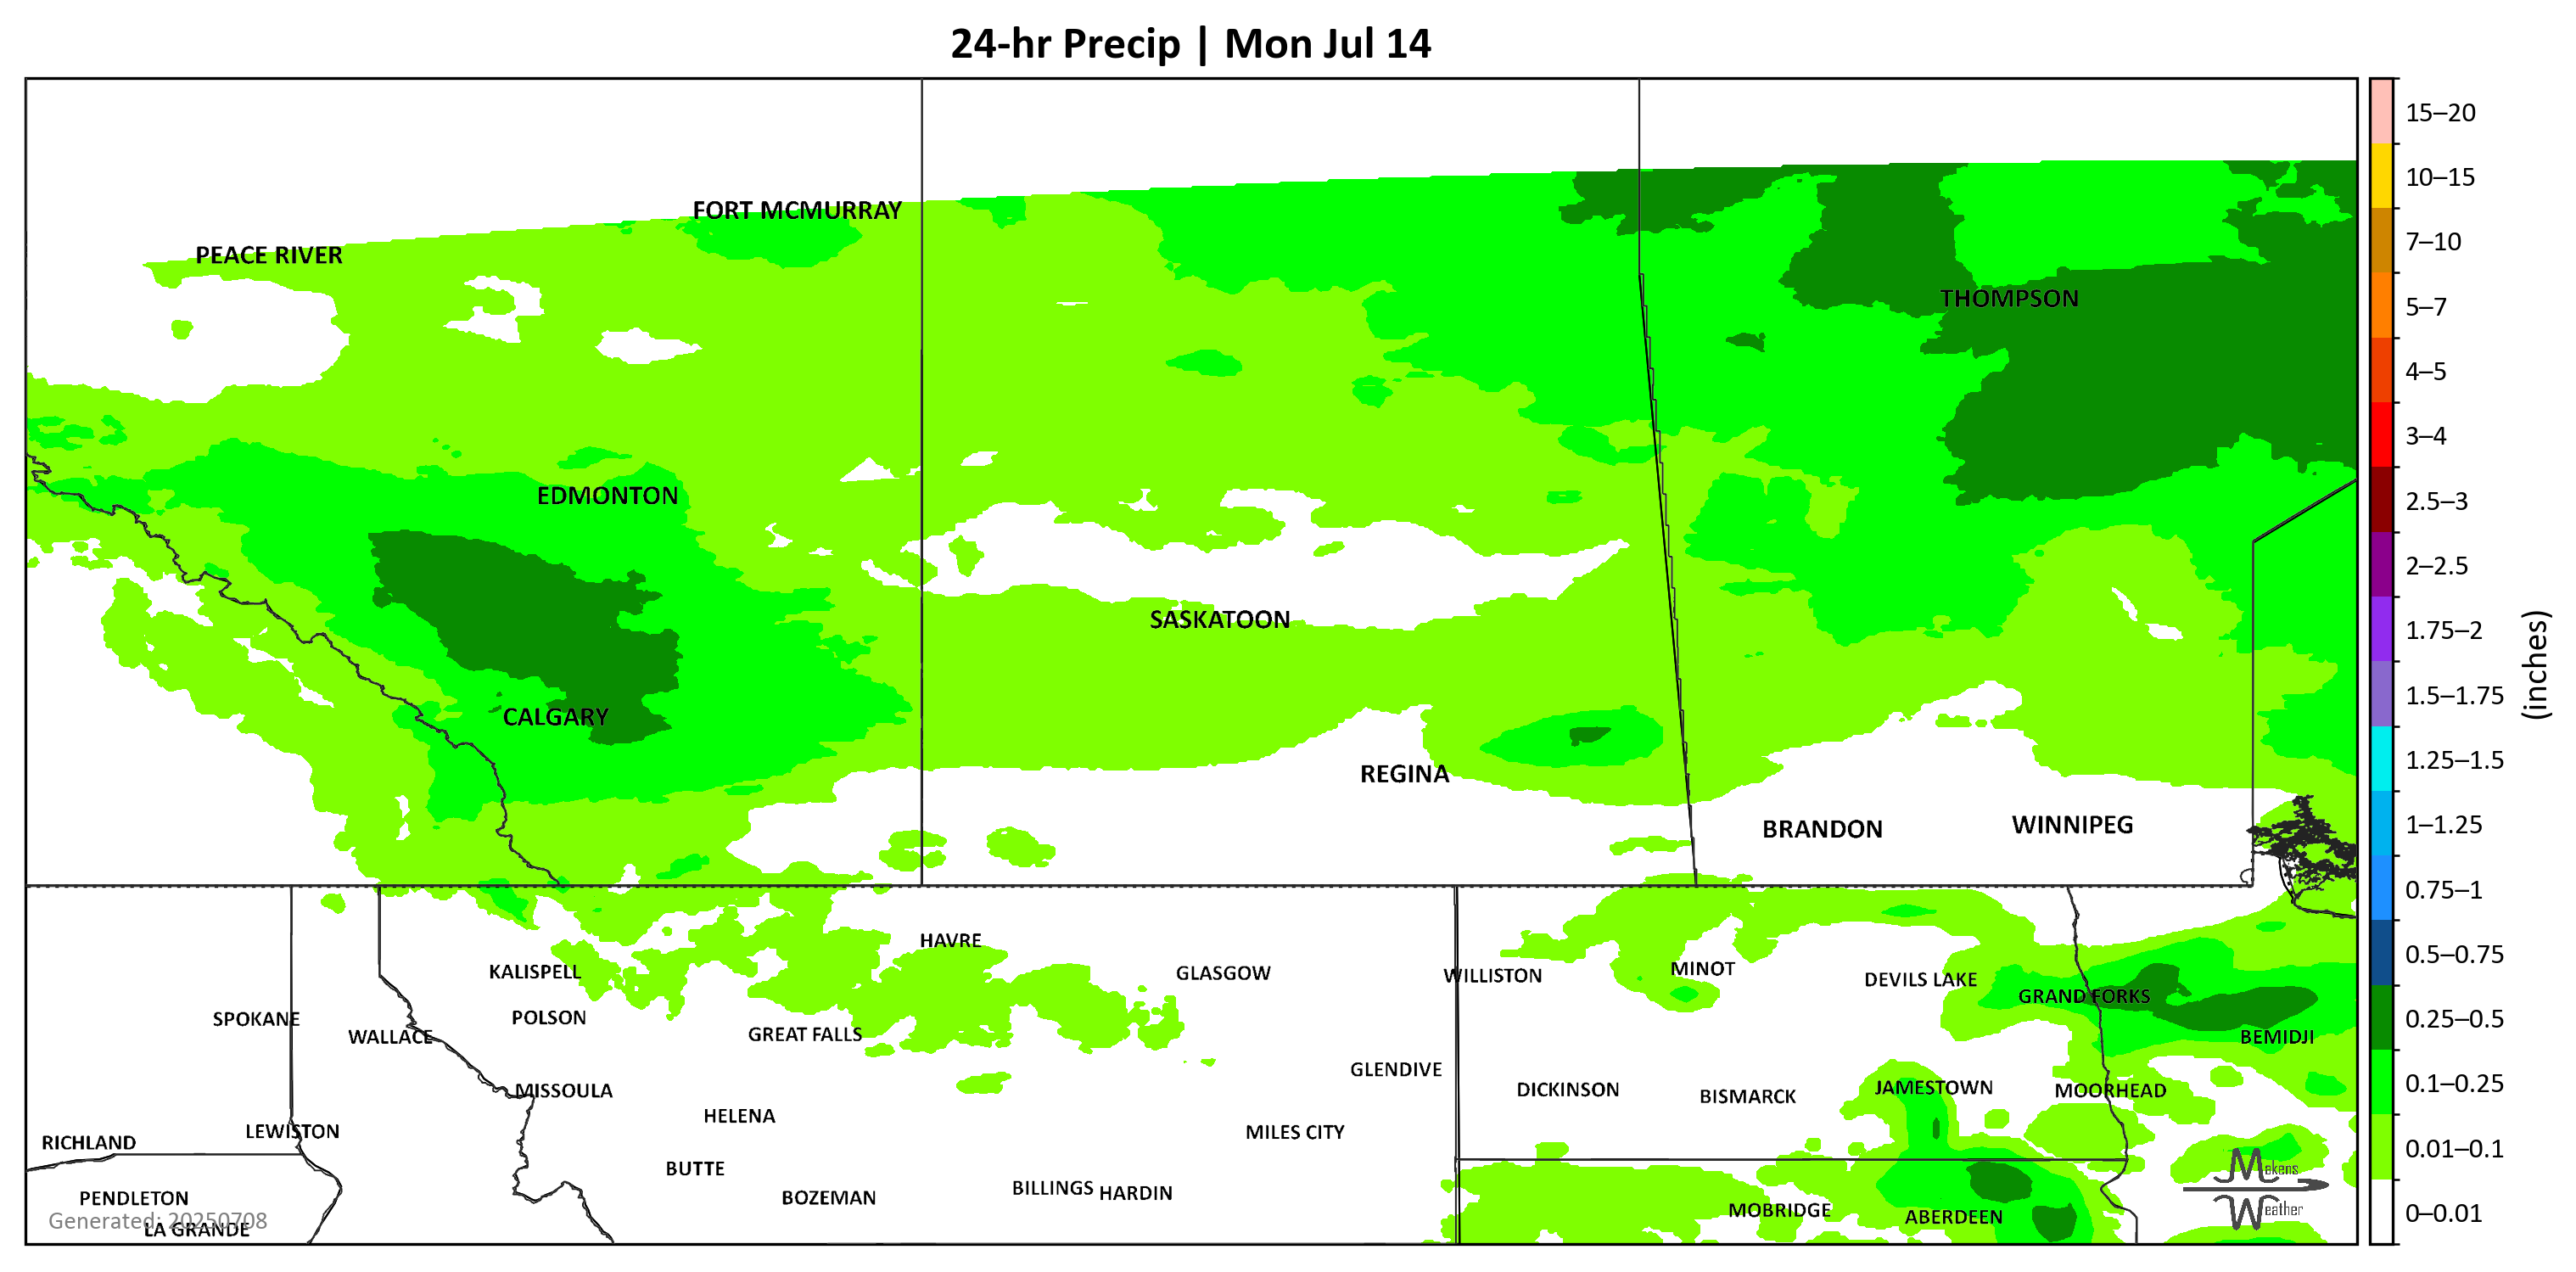 24-hr Precip | Mon Jul 14
15–20
10–15
7–10
5–7
4–5
3–4
2.5–3
2–2.5
1.75–2
1.5–1.75
1.25–1.5
1–1.25
0.75–1
0.5–0.75
0.25–0.5
0.1–0.25
0.01–0.1
0–0.01
(inches)
FORT MCMURRAY
PEACE RIVER
THOMPSON
EDMONTON
SASKATOON
CALGARY
REGINA
BRANDON
WINNIPEG
HAVRE
KALISPELL
GLASGOW
WILLISTON
MINOT
DEVILS LAKE
GRAND FORKS
SPOKANE
WALLACE
POLSON
GREAT FALLS
BEMIDJI
GLENDIVE
MISSOULA
DICKINSON
BISMARCK
JAMESTOWN
MOORHEAD
HELENA
RICHLAND
LEWISTON
MILES CITY
BUTTE
BILLINGS
HARDIN
PENDLETON
BOZEMAN
MOBRIDGE
ABERDEEN
Generated: 20250708
LA GRANDE
Makens
Weather